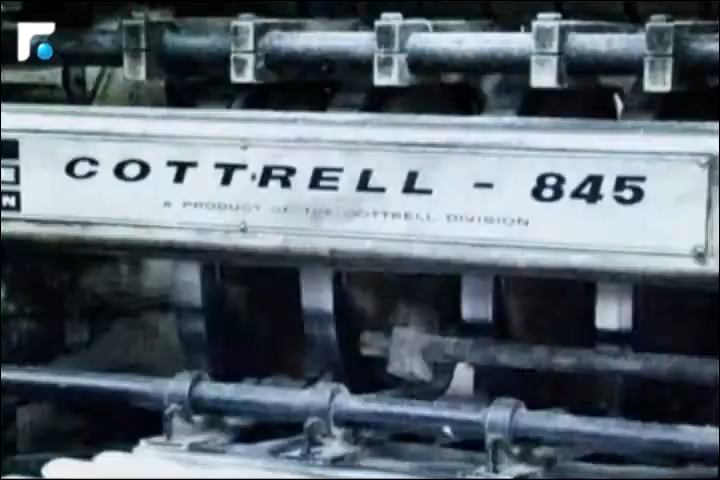 COTTRELL - 845
A PRODUCT OF THE COTTRELL DIVISION
N